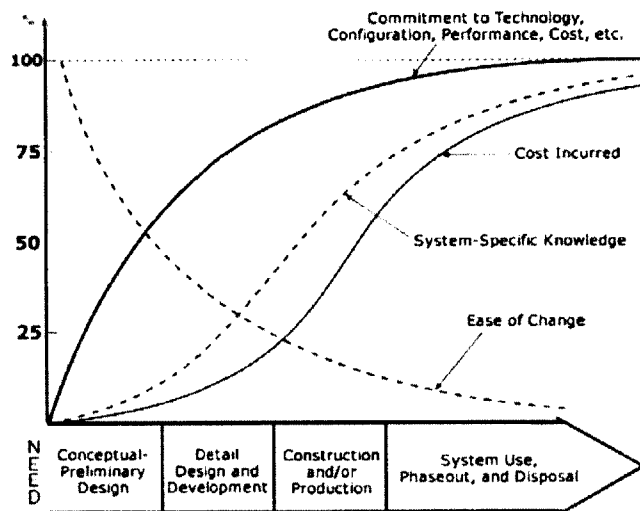 Commitment to Technology,
Configuration, Performance, Cost, etc.
100
75
Cost Incurred
50
System-Specific Knowledge
25
Ease of Change
NEED
Conceptual-
Preliminary
Design
Detail
Design and
Development
Construction
and/or
Production
System Use,
Phaseout, and Disposal